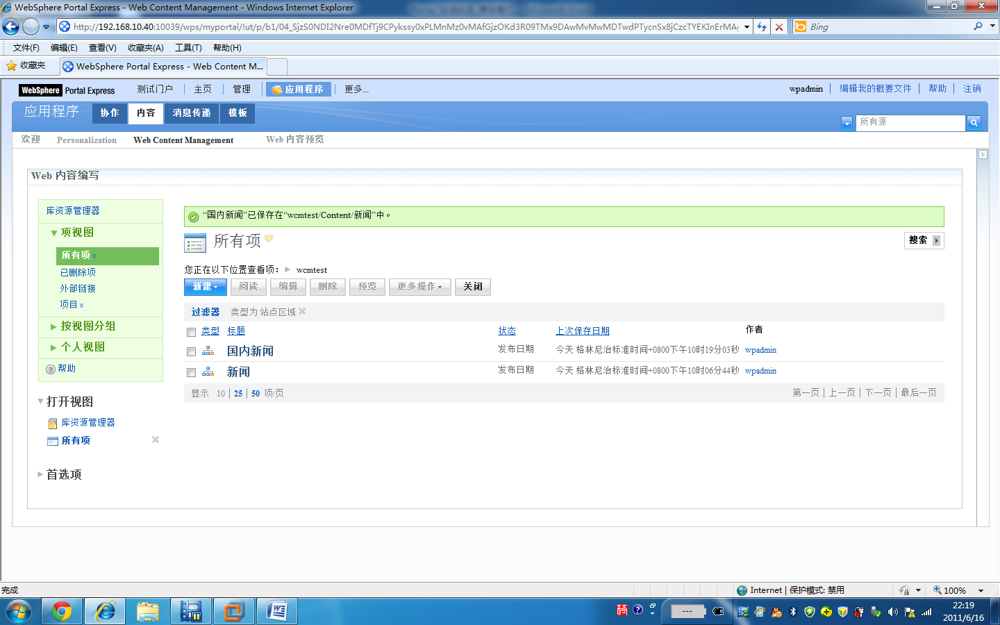 WebSphere Portal Express - Web Content Management - Windows Internet Explorer
http://192.168.10.40:10039/wps/myportal/!ut/p/b1/04_SjzS0NDI2Nre0MDfTj9CPykssy0xPLMnMz0vMAfGjzOKd3R09TMx9DAwMvMwMDTwdPTycnSx8jCzcTYEKInErMA
Bing
文件(F) 编辑(E) 查看(V) 收藏夹(A) 工具(T) 帮助(H)
收藏夹 WebSphere Portal Express - Web Content M...
WebSphere Portal Express 测试门户 主页 管理 应用程序 更多... wpadmin 编辑我的概要文件 帮助 注销
应用程序 协作 内容 消息传递 模板
所有源
欢迎 Personalization Web Content Management Web 内容预览
Web 内容编写
库资源管理器
项视图
所有项
已删除项
外部链接
项目
按视图分组
个人视图
帮助
打开视图
库资源管理器
所有项
首选项
“国内新闻”已保存在“wcmtest/Content/新闻”中。
所有项
搜索
您正在以下位置查看项: wcmtest
新建 阅读 编辑 删除 预览 更多操作 关闭
过滤器 类型为 站点区域
类型 标题 状态 上次保存日期 作者
国内新闻 发布日期 今天 格林尼治标准时间+0800下午10时19分03秒 wpadmin
新闻 发布日期 今天 格林尼治标准时间+0800下午10时06分44秒 wpadmin
显示 10 25 50 项/页 第一页 上一页 下一页 最后一页
完成 Internet | 保护模式: 禁用 100%
22:19
2011/6/16